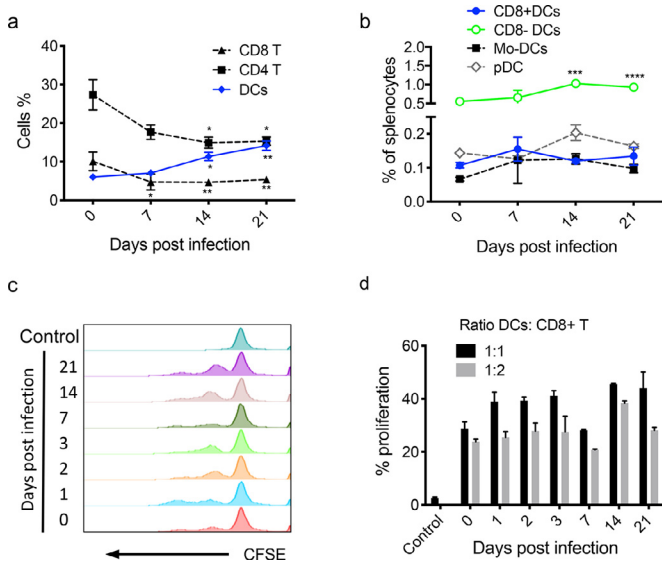 a
CD8 T
CD4 T
DCs
Cells %
40
30
20
10
0
*
*
*
**
*
**
**
0
7
14
21
Days post infection
b
CD8+DCs
CD8- DCs
Mo-DCs
pDC
% of splenocytes
2.0
1.5
1.0
0.5
0.2
0.1
0.0
***
****
0
7
14
21
Days post infection
c
Control
21
14
7
3
2
1
0
Days post infection
CFSE
d
Ratio DCs: CD8+ T
1:1
1:2
% proliferation
60
40
20
0
Control
0
1
2
3
7
14
21
Days post infection